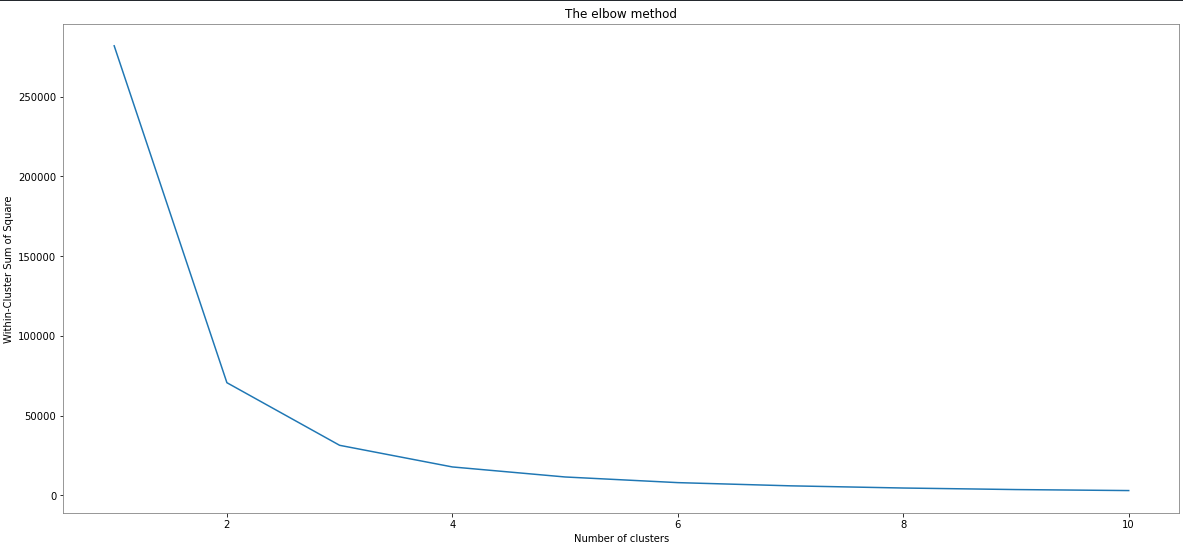 The elbow method
250000
200000
150000
100000
50000
0
Within-Cluster Sum of Square
2 4 6 8 10
Number of clusters